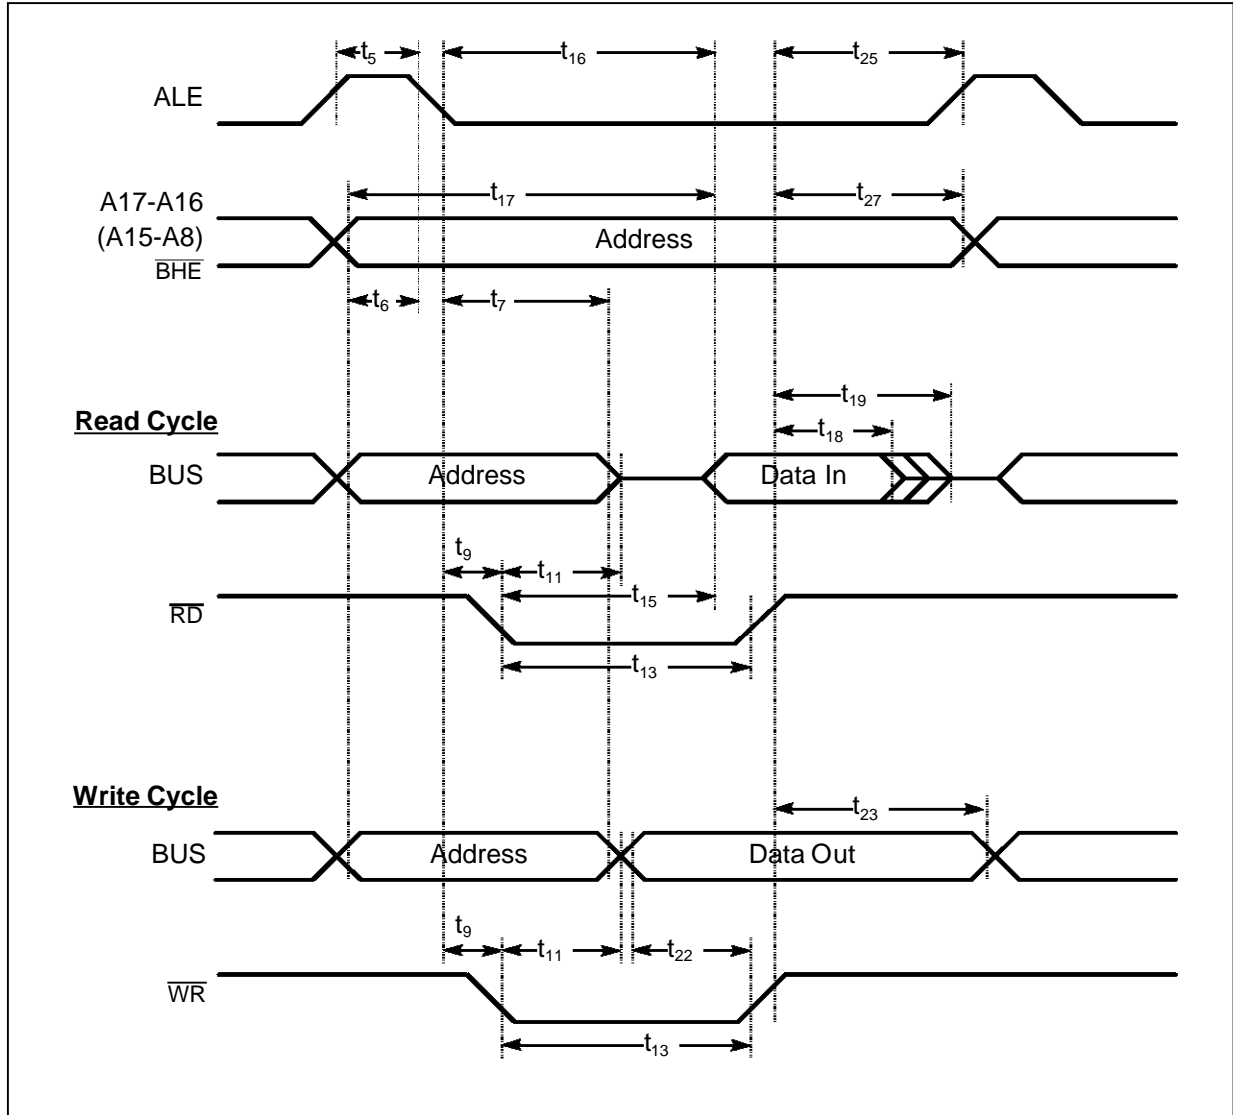 t5 t16 t25
ALE
t17 t27
A17-A16
(A15-A8)
BHE
Address
t6 t7
t19
Read Cycle
t18
BUS Address Data In
t9
t11
t15
RD
t13
Write Cycle
t23
BUS Address Data Out
t9
t11 t22
WR
t13